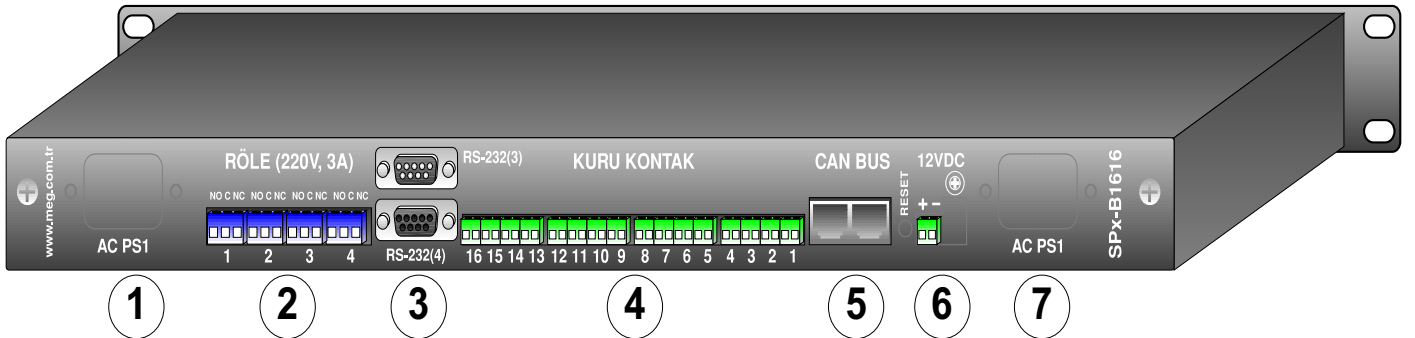 www.meg.com.tr
AC PS1
RÖLE (220V, 3A)
NO C NC NO C NC NO C NC NO C NC
1 2 3 4
RS-232(3)
RS-232(4)
KURU KONTAK
16 15 14 13 12 11 10 9 8 7 6 5 4 3 2 1
CAN BUS
RESET
12VDC
+ -
AC PS1
SPx-B1616
1 2 3 4 5 6 7